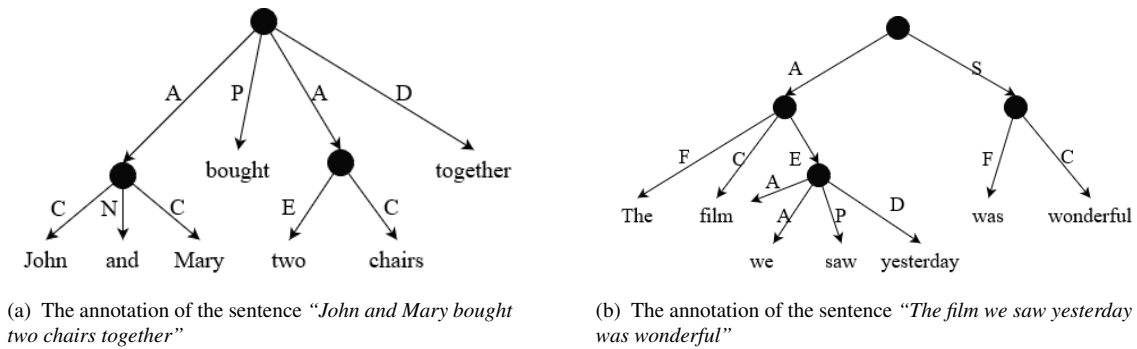 A P A D
bought together
C N C E C
John and Mary two chairs
(a) The annotation of the sentence “John and Mary bought
two chairs together”
A S
F C E F C
The film A was wonderful
A P D
we saw yesterday
(b) The annotation of the sentence “The film we saw yesterday
was wonderful”